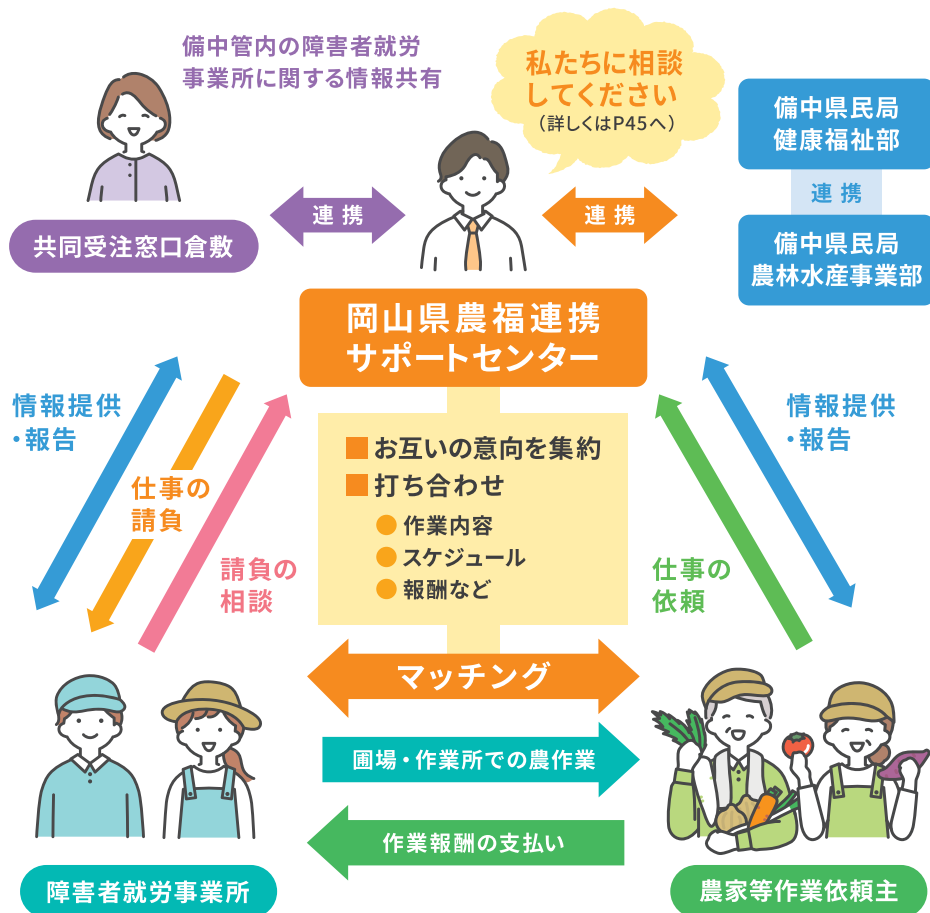 備中管内の障害者就労
事業所に関する情報共有
私たちに相談
してください
（詳しくはP45へ）
備中県民局
健康福祉部
連携
備中県民局
農林水産事業部
連携
連携
共同受注窓口倉敷
岡山県農福連携
サポートセンター
情報提供
・報告
仕事の
請負
請負の
相談
■お互いの意向を集約
■打ち合わせ
●作業内容
●スケジュール
●報酬など
情報提供
・報告
仕事の
依頼
マッチング
圃場・作業所での農作業
作業報酬の支払い
障害者就労事業所
農家等作業依頼主